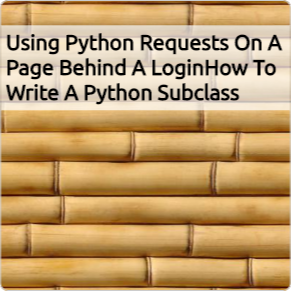 Using Python Requests On A
Page Behind A LoginHow To
Write A Python Subclass